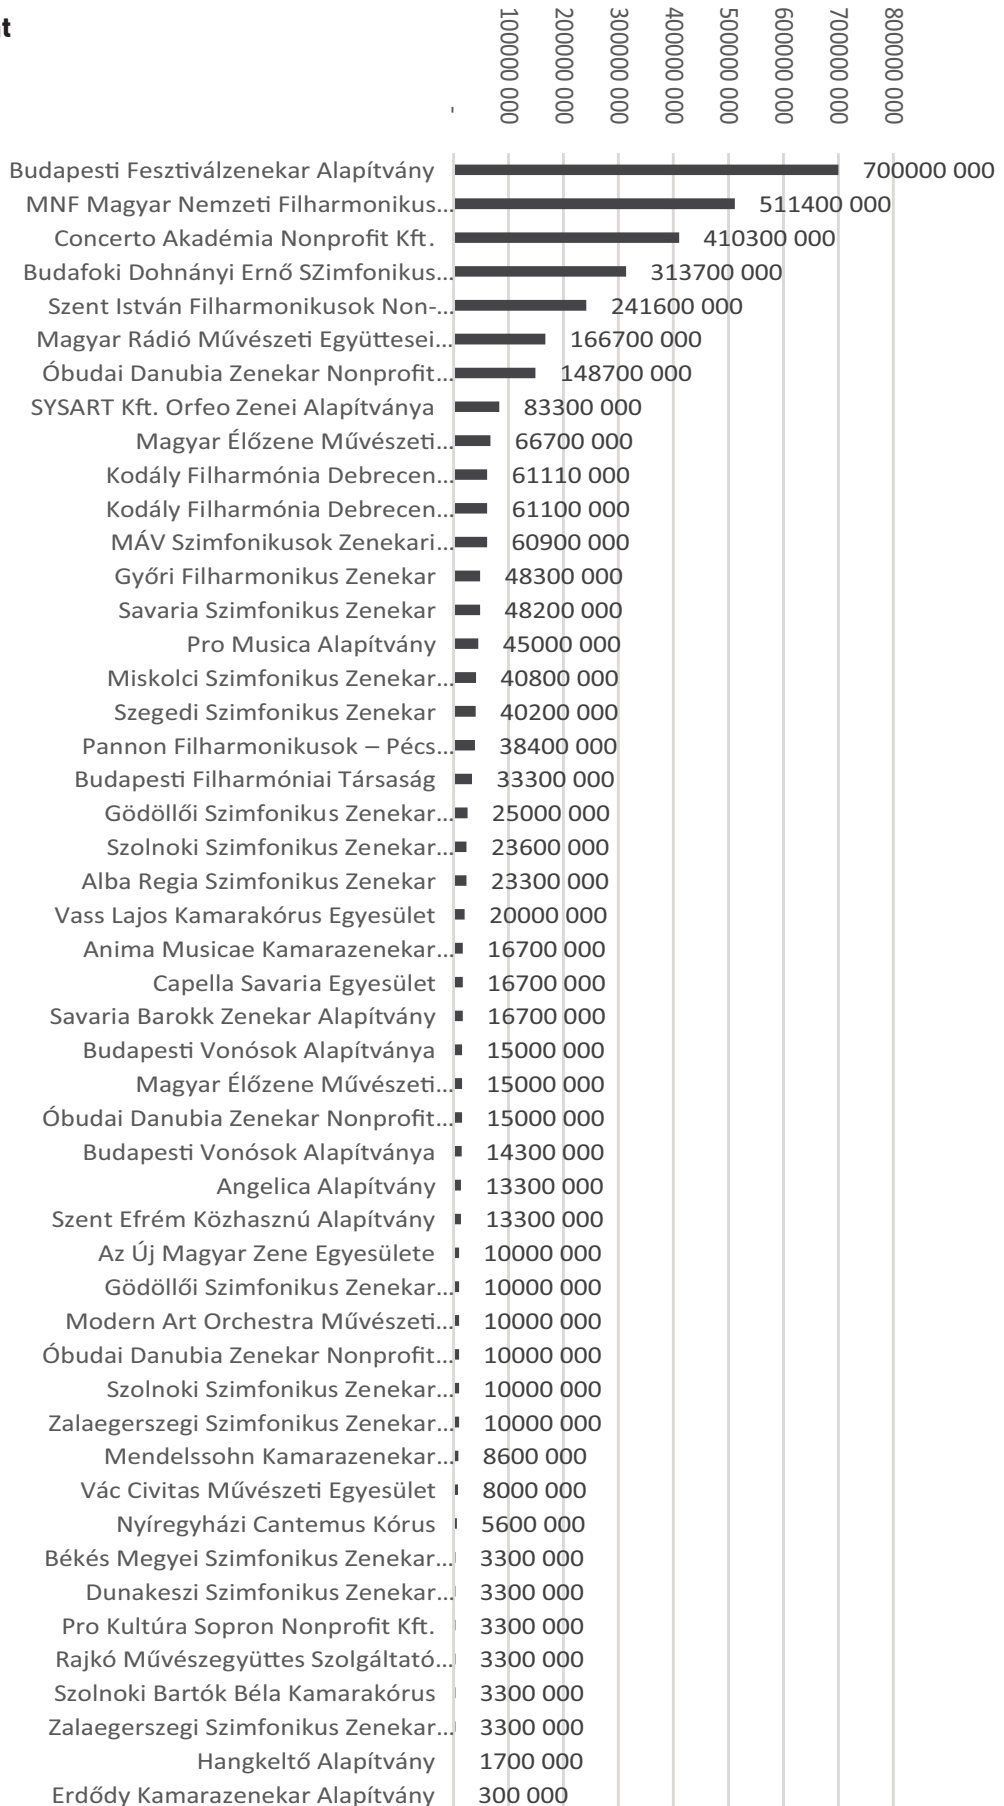 1000000 000
2000000 000
3000000 000
4000000 000
5000000 000
6000000 000
7000000 000
8000000 000
-
Budapesti Fesztiválzenekar Alapítvány 700000 000
MNF Magyar Nemzeti Filharmonikus... 511400 000
Concerto Akadémia Nonprofit Kft. 410300 000
Budafoki Dohnányi Ernő SZimfonikus... 313700 000
Szent István Filharmonikusok Non-... 241600 000
Magyar Rádió Művészeti Együttesei... 166700 000
Óbudai Danubia Zenekar Nonprofit... 148700 000
SYSART Kft. Orfeo Zenei Alapítványa 83300 000
Magyar Élőzene Művészeti... 66700 000
Kodály Filharmónia Debrecen... 61110 000
Kodály Filharmónia Debrecen... 61100 000
MÁV Szimfonikusok Zenekari... 60900 000
Győri Filharmonikus Zenekar 48300 000
Savaria Szimfonikus Zenekar 48200 000
Pro Musica Alapítvány 45000 000
Miskolci Szimfonikus Zenekar... 40800 000
Szegedi Szimfonikus Zenekar 40200 000
Pannon Filharmonikusok – Pécs... 38400 000
Budapesti Filharmóniai Társaság 33300 000
Gödöllői Szimfonikus Zenekar... 25000 000
Szolnoki Szimfonikus Zenekar... 23600 000
Alba Regia Szimfonikus Zenekar 23300 000
Vass Lajos Kamarakórus Egyesület 20000 000
Anima Musicae Kamarazenekar... 16700 000
Capella Savaria Egyesület 16700 000
Savaria Barokk Zenekar Alapítvány 16700 000
Budapesti Vonósok Alapítványa 15000 000
Magyar Élőzene Művészeti... 15000 000
Óbudai Danubia Zenekar Nonprofit... 15000 000
Budapesti Vonósok Alapítványa 14300 000
Angelica Alapítvány 13300 000
Szent Efrém Közhasznú Alapítvány 13300 000
Az Új Magyar Zene Egyesülete 10000 000
Gödöllői Szimfonikus Zenekar... 10000 000
Modern Art Orchestra Művészeti... 10000 000
Óbudai Danubia Zenekar Nonprofit... 10000 000
Szolnoki Szimfonikus Zenekar... 10000 000
Zalaegerszegi Szimfonikus Zenekar... 10000 000
Mendelssohn Kamarazenekar... 8600 000
Vác Civitas Művészeti Egyesület 8000 000
Nyíregyházi Cantemus Kórus 5600 000
Békés Megyei Szimfonikus Zenekar... 3300 000
Dunakeszi Szimfonikus Zenekar... 3300 000
Pro Kultúra Sopron Nonprofit Kft. 3300 000
Rajkó Művészegyüttes Szolgáltató... 3300 000
Szolnoki Bartók Béla Kamarakórus 3300 000
Zalaegerszegi Szimfonikus Zenekar... 3300 000
Hangkeltő Alapítvány 1700 000
Erdődy Kamarazenekar Alapítvány 300 000